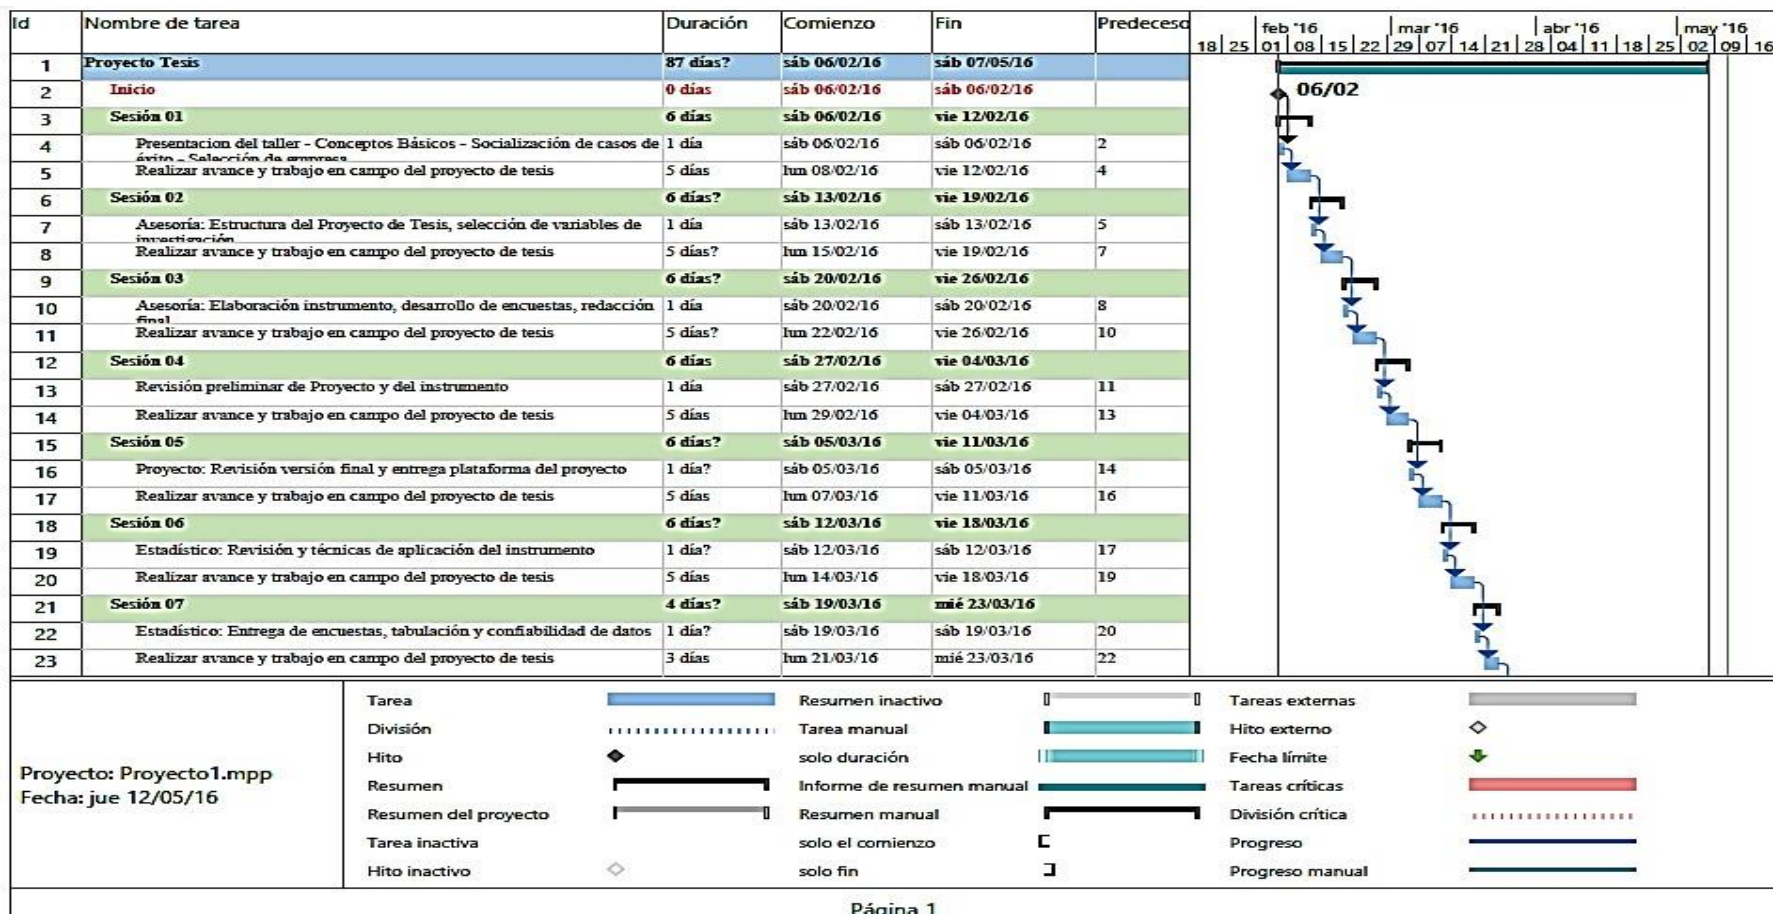 Id Nombre de tarea Duración Comienzo Fin Predeceso
feb '16 mar '16 abr '16 may '16
18 25 01 08 15 22 29 07 14 21 28 04 11 18 25 02 09 16
1 Proyecto Tesis 87 días? sáb 06/02/16 sáb 07/05/16
2 Inicio 0 días sáb 06/02/16 sáb 06/02/16 06/02
3 Sesión 01 6 días sáb 06/02/16 vie 12/02/16
4 Presentacion del taller - Conceptos Básicos - Socialización de casos de 1 día sáb 06/02/16 sáb 06/02/16 2
éxito - Selección de empresa
5 Realizar avance y trabajo en campo del proyecto de tesis 5 días lun 08/02/16 vie 12/02/16 4
6 Sesión 02 6 días? sáb 13/02/16 vie 19/02/16
7 Asesoría: Estructura del Proyecto de Tesis, selección de variables de 1 día sáb 13/02/16 sáb 13/02/16 5
investigación
8 Realizar avance y trabajo en campo del proyecto de tesis 5 días? lun 15/02/16 vie 19/02/16 7
9 Sesión 03 6 días? sáb 20/02/16 vie 26/02/16
10 Asesoría: Elaboración instrumento, desarrollo de encuestas, redacción 1 día sáb 20/02/16 sáb 20/02/16 8
final
11 Realizar avance y trabajo en campo del proyecto de tesis 5 días? lun 22/02/16 vie 26/02/16 10
12 Sesión 04 6 días sáb 27/02/16 vie 04/03/16
13 Revisión preliminar de Proyecto y del instrumento 1 día sáb 27/02/16 sáb 27/02/16 11
14 Realizar avance y trabajo en campo del proyecto de tesis 5 días lun 29/02/16 vie 04/03/16 13
15 Sesión 05 6 días? sáb 05/03/16 vie 11/03/16
16 Proyecto: Revisión versión final y entrega plataforma del proyecto 1 día? sáb 05/03/16 sáb 05/03/16 14
17 Realizar avance y trabajo en campo del proyecto de tesis 5 días lun 07/03/16 vie 11/03/16 16
18 Sesión 06 6 días? sáb 12/03/16 vie 18/03/16
19 Estadístico: Revisión y técnicas de aplicación del instrumento 1 día? sáb 12/03/16 sáb 12/03/16 17
20 Realizar avance y trabajo en campo del proyecto de tesis 5 días lun 14/03/16 vie 18/03/16 19
21 Sesión 07 4 días? sáb 19/03/16 mié 23/03/16
22 Estadístico: Entrega de encuestas, tabulación y confiabilidad de datos 1 día? sáb 19/03/16 sáb 19/03/16 20
23 Realizar avance y trabajo en campo del proyecto de tesis 3 días lun 21/03/16 mié 23/03/16 22
Proyecto: Proyecto1.mpp
Fecha: jue 12/05/16
Tarea Resumen inactivo Tareas externas
División Tarea manual Hito externo
Hito solo duración Fecha límite
Resumen Informe de resumen manual Tareas críticas
Resumen del proyecto Resumen manual División crítica
Tarea inactiva solo el comienzo Progreso
Hito inactivo solo fin Progreso manual
Página 1